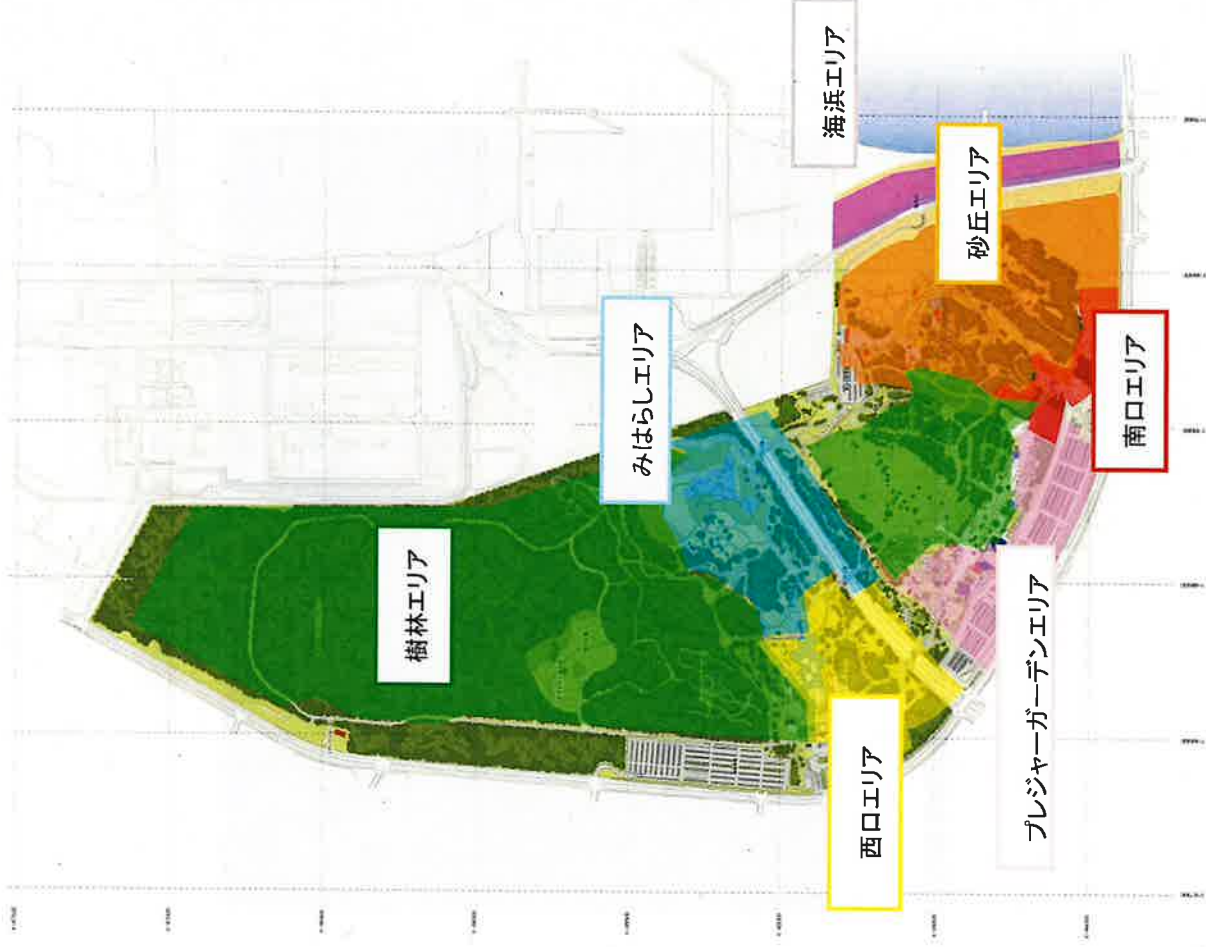 海浜エリア
砂丘エリア
みはらしエリア
南口エリア
樹林エリア
プレジャーガーデンエリア
西口エリア